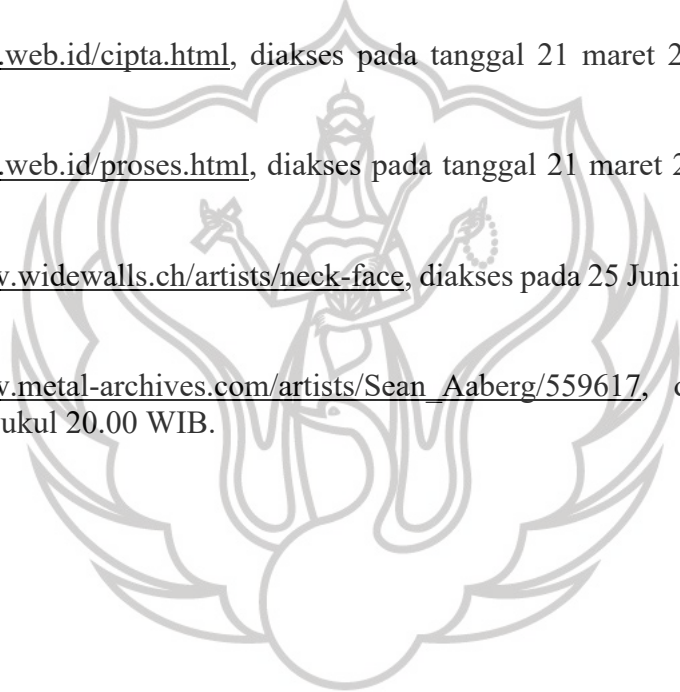 .web.id/cipta.html, diakses pada tanggal 21 maret 2
.web.id/proses.html, diakses pada tanggal 21 maret 2
.widewalls.ch/artists/neck-face, diakses pada 25 Juni
.metal-archives.com/artists/Sean_Aaberg/559617,
ukul 20.00 WIB.